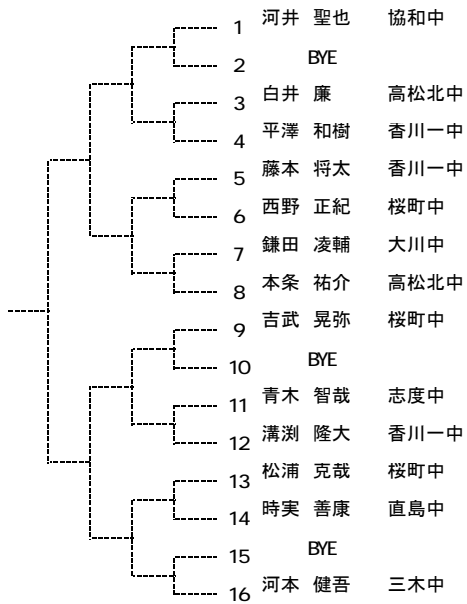 1 河井 聖也 協和中
2 BYE
3 白井 廉 高松北中
4 平澤 和樹 香川一中
5 藤本 将太 香川一中
6 西野 正紀 桜町中
7 鎌田 凌輔 大川中
8 本条 祐介 高松北中
9 吉武 晃弥 桜町中
10 BYE
11 青木 智哉 志度中
12 溝渕 隆大 香川一中
13 松浦 克哉 桜町中
14 時実 善康 直島中
15 BYE
16 河本 健吾 三木中